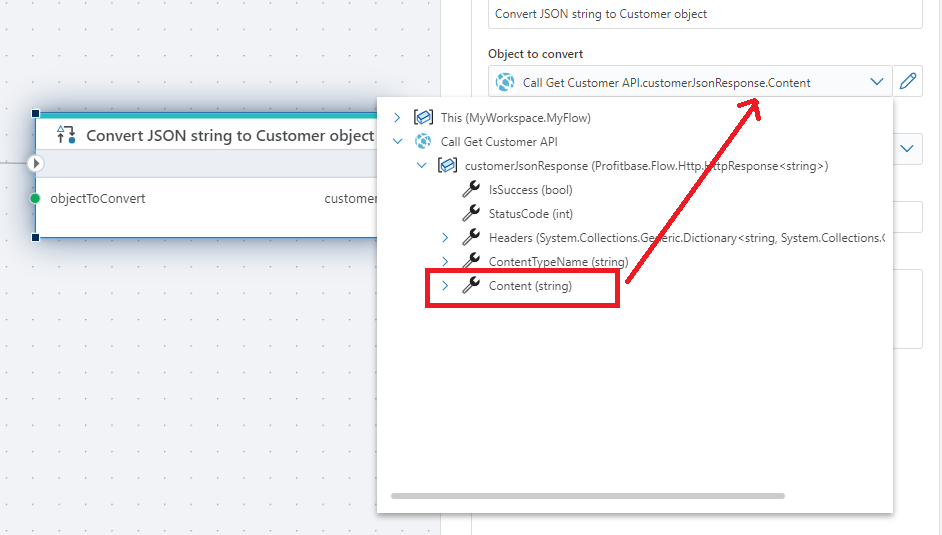 Convert JSON string to Customer object
Object to convert
Call Get Customer API.customerJsonResponse.Content
This (MyWorkspace.MyFlow)
Call Get Customer API
customerJsonResponse (Profitbase.Flow.Http.HttpResponse<string>)
IsSuccess (bool)
StatusCode (int)
Headers (System.Collections.Generic.Dictionary<string, System.Collections.
ContentTypeName (string)
Content (string)
Convert JSON string to Customer object
objectToConvert
customer